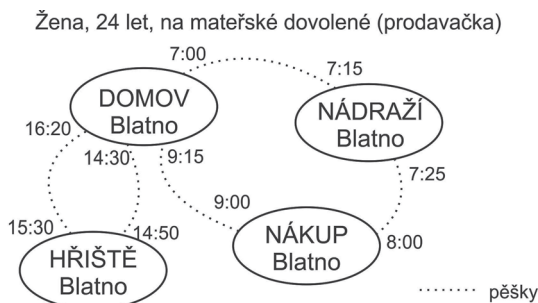 Žena, 24 let, na mateřské dovolené (prodavačka)
7:00
7:15
DOMOV
Blatno
NÁDRAŽÍ
Blatno
16:20
14:30
9:15
7:25
9:00
8:00
NÁKUP
Blatno
15:30
14:50
HŘIŠTĚ
Blatno
pěšky